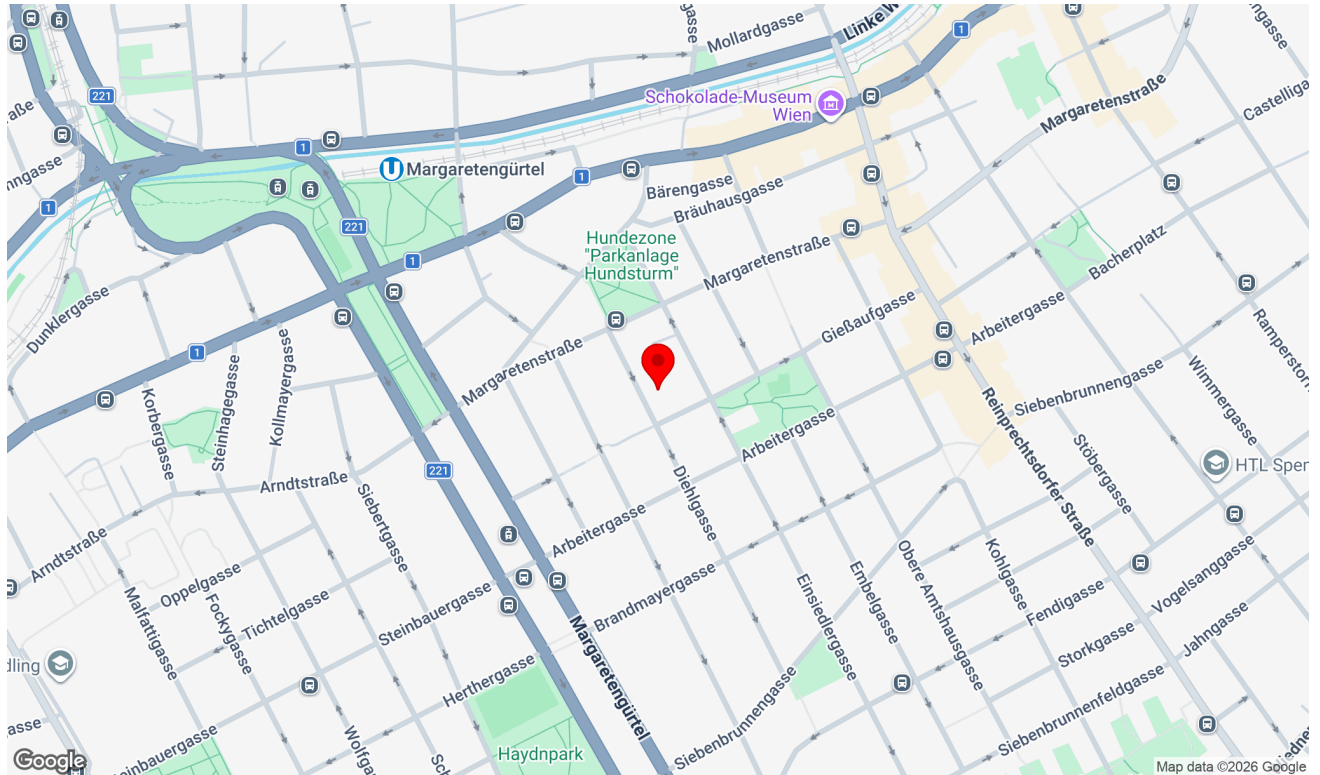 Mollardgasse
Linke W
1
221
Schokolade-Museum
Wien
Margaretenstraße
Castelliga
1
Margaretengürtel
1
Bärengasse
Bräuhausgasse
1
221
Hundezone
"Parkanlage
Hundsturm"
Margaretenstraße
Bacherplatz
1
Dunklergasse
Gießaufgasse
Arbeitergasse
Ramperstorf
1
Margaretenstraße
Korbergasse
Steinhagegasse
Kollmayergasse
Siebenbrunnengasse
Wimmergasse
Reinprechtsdorfer Straße
Arbeitergasse
Stöbergasse
HTL Spen
221
Arndtstraße
Siebertgasse
Diehlgasse
Arndtstraße
Arbeitergasse
Oppelgasse
Brandmayergasse
Einsiedlergasse
Embelgasse
Obere Amtshausgasse
Kohlgasse
Fendigasse
Vogelsanggasse
Malfattigasse
Fockygasse
Tichtelgasse
Steinbauergasse
Storkgasse
Jahngasse
dling
Herthergasse
Margaretengürtel
Siebenbrunnengasse
Siebenbrunnenfeldgasse
Haydnpark
Google
Map data ©2026 Google